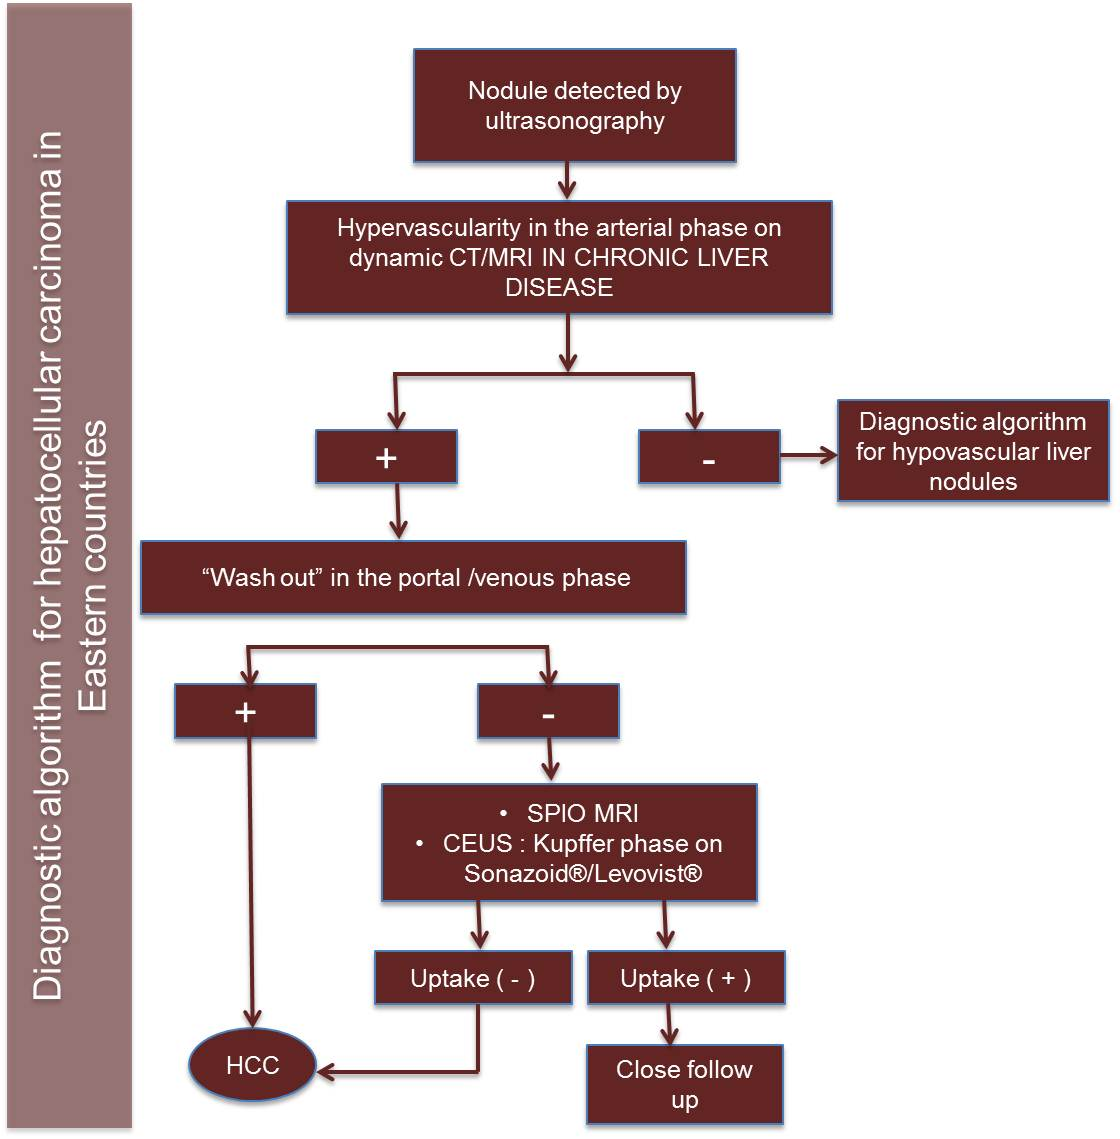 Diagnostic algorithm for hepatocellular carcinoma in
Eastern countries
Nodule detected by
ultrasonography
Hypervascularity in the arterial phase on
dynamic CT/MRI IN CHRONIC LIVER
DISEASE
+
-
Diagnostic algorithm
for hypovascular liver
nodules
“Wash out” in the portal /venous phase
+
-
• SPIO MRI
• CEUS : Kupffer phase on
Sonazoid®/Levovist®
Uptake ( - )
Uptake ( + )
HCC
Close follow
up